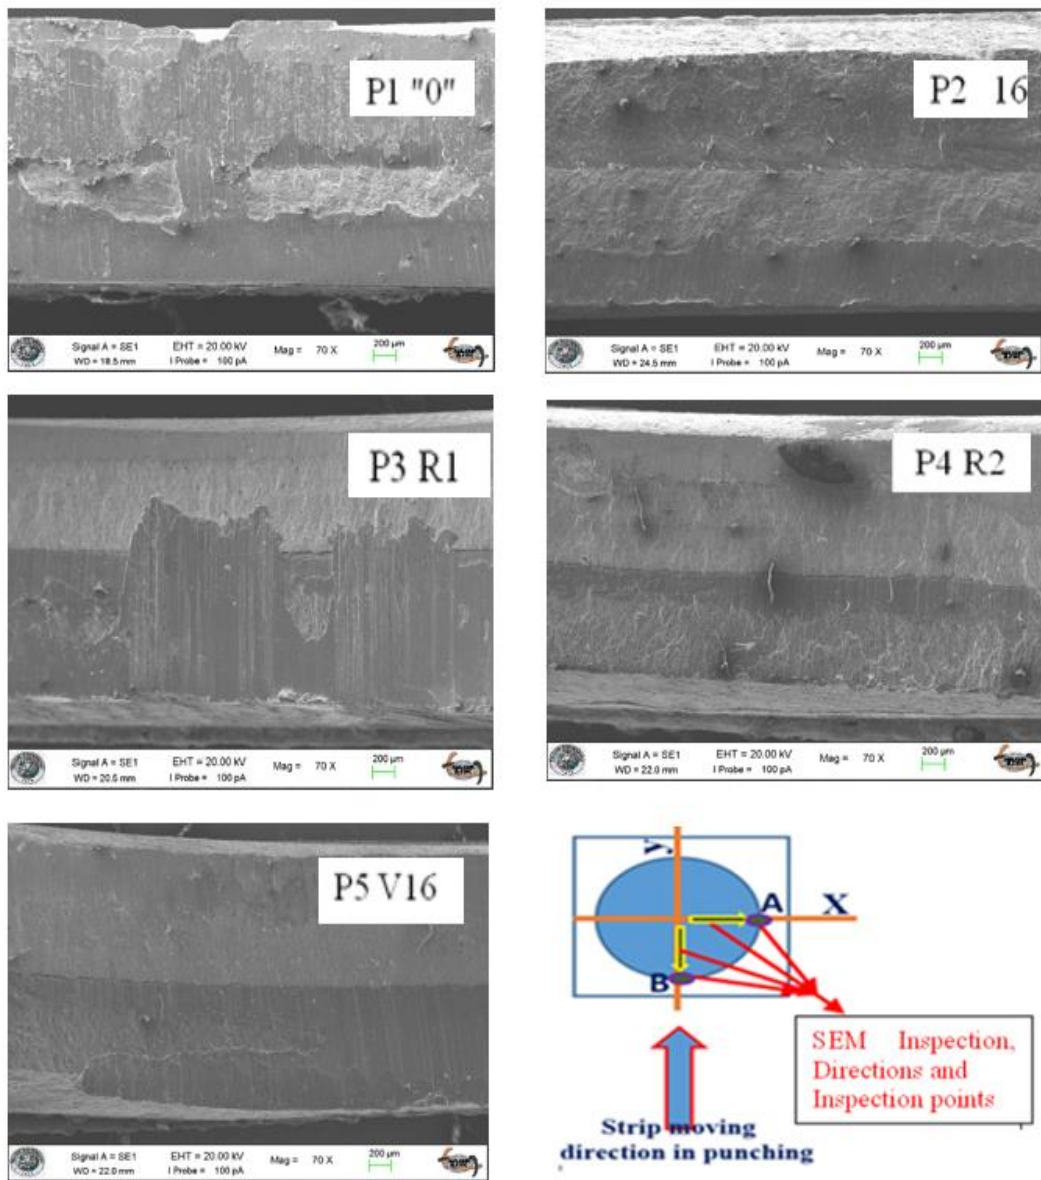 P1 "0"
P2 16
Signal A = SE1 EHT = 20.00 kV Mag = 70 X 200 µm
WD = 18.5 mm I Probe = 100 pA
Signal A = SE1 EHT = 20.00 kV Mag = 70 X 200 µm
WD = 24.5 mm I Probe = 100 pA
P3 R1
P4 R2
Signal A = SE1 EHT = 20.00 kV Mag = 70 X 200 µm
WD = 20.5 mm I Probe = 100 pA
Signal A = SE1 EHT = 20.00 kV Mag = 70 X 200 µm
WD = 22.0 mm I Probe = 100 pA
P5 V16
Signal A = SE1 EHT = 20.00 kV Mag = 70 X 200 µm
WD = 22.0 mm I Probe = 100 pA
y
A
X
B
SEM Inspection,
Directions and
Inspection points
Strip moving
direction in punching